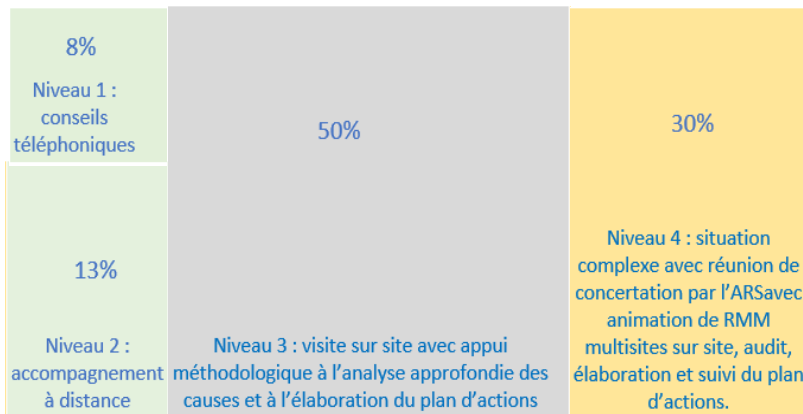 8%
Niveau 1 :
conseils
téléphoniques
13%
Niveau 2 :
accompagnement
à distance
50%
Niveau 3 : visite sur site avec appui
méthodologique à l’analyse approfondie des
causes et à l’élaboration du plan d’actions
30%
Niveau 4 : situation
complexe avec réunion de
concertation par l’ARSavec
animation de RMM
multisites sur site, audit,
élaboration et suivi du plan
d’actions.